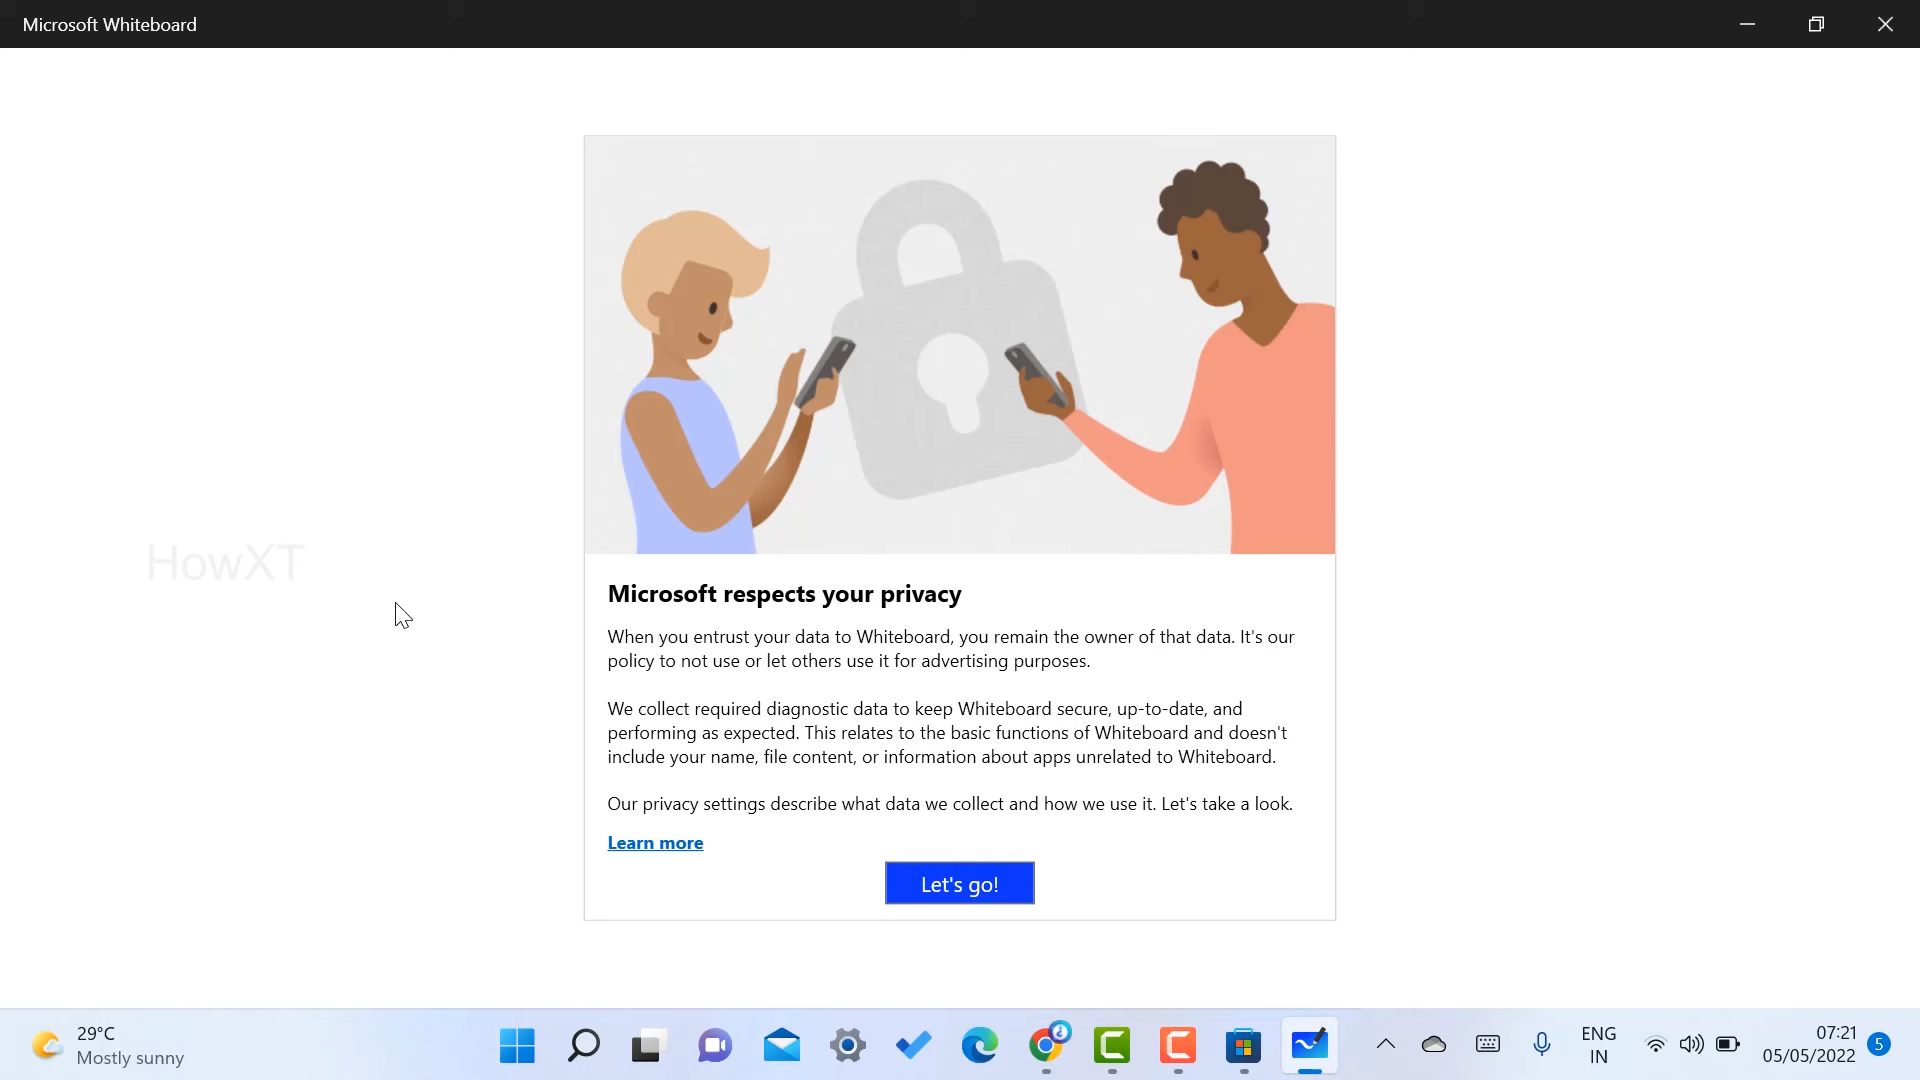 Microsoft Whiteboard
HowXT
Microsoft respects your privacy
When you entrust your data to Whiteboard, you remain the owner of that data. It's our
policy to not use or let others use it for advertising purposes.
We collect required diagnostic data to keep Whiteboard secure, up-to-date, and
performing as expected. This relates to the basic functions of Whiteboard and doesn't
include your name, file content, or information about apps unrelated to Whiteboard.
Our privacy settings describe what data we collect and how we use it. Let's take a look.
Learn more
Let's go!
29°C
Mostly sunny
ENG
IN
07:21
05/05/2022
5